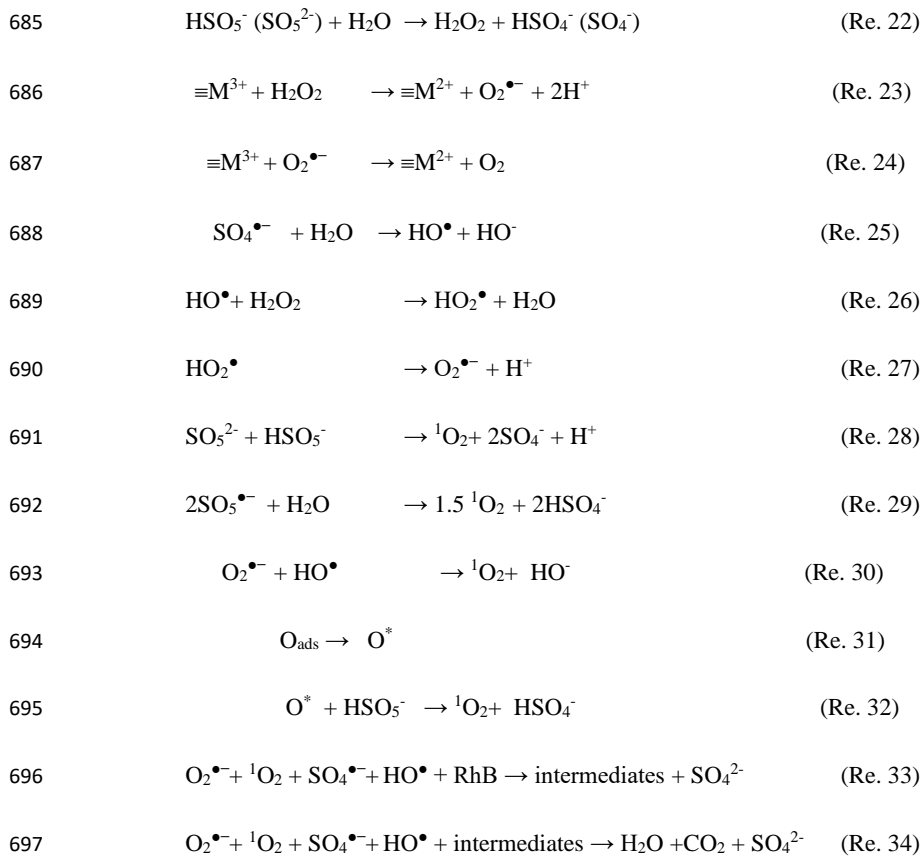 685 HSO₅⁻ (SO₅²⁻) + H₂O → H₂O₂ + HSO₄⁻ (SO₄⁻) (Re. 22)
686 ≡M³⁺ + H₂O₂ → ≡M²⁺ + O₂•⁻ + 2H⁺ (Re. 23)
687 ≡M³⁺ + O₂•⁻ → ≡M²⁺ + O₂ (Re. 24)
688 SO₄•⁻ + H₂O → HO• + HO⁻ (Re. 25)
689 HO•+ H₂O₂ → HO₂• + H₂O (Re. 26)
690 HO₂• → O₂•⁻ + H⁺ (Re. 27)
691 SO₅²⁻ + HSO₅⁻ → ¹O₂+ 2SO₄⁻ + H⁺ (Re. 28)
692 2SO₅•⁻ + H₂O → 1.5 ¹O₂ + 2HSO₄⁻ (Re. 29)
693 O₂•⁻ + HO• → ¹O₂+ HO⁻ (Re. 30)
694 Oₐds → O* (Re. 31)
695 O* + HSO₅⁻ → ¹O₂+ HSO₄⁻ (Re. 32)
696 O₂•⁻+ ¹O₂ + SO₄•⁻+ HO• + RhB → intermediates + SO₄²⁻ (Re. 33)
697 O₂•⁻+ ¹O₂ + SO₄•⁻+ HO• + intermediates → H₂O +CO₂ + SO₄²⁻ (Re. 34)